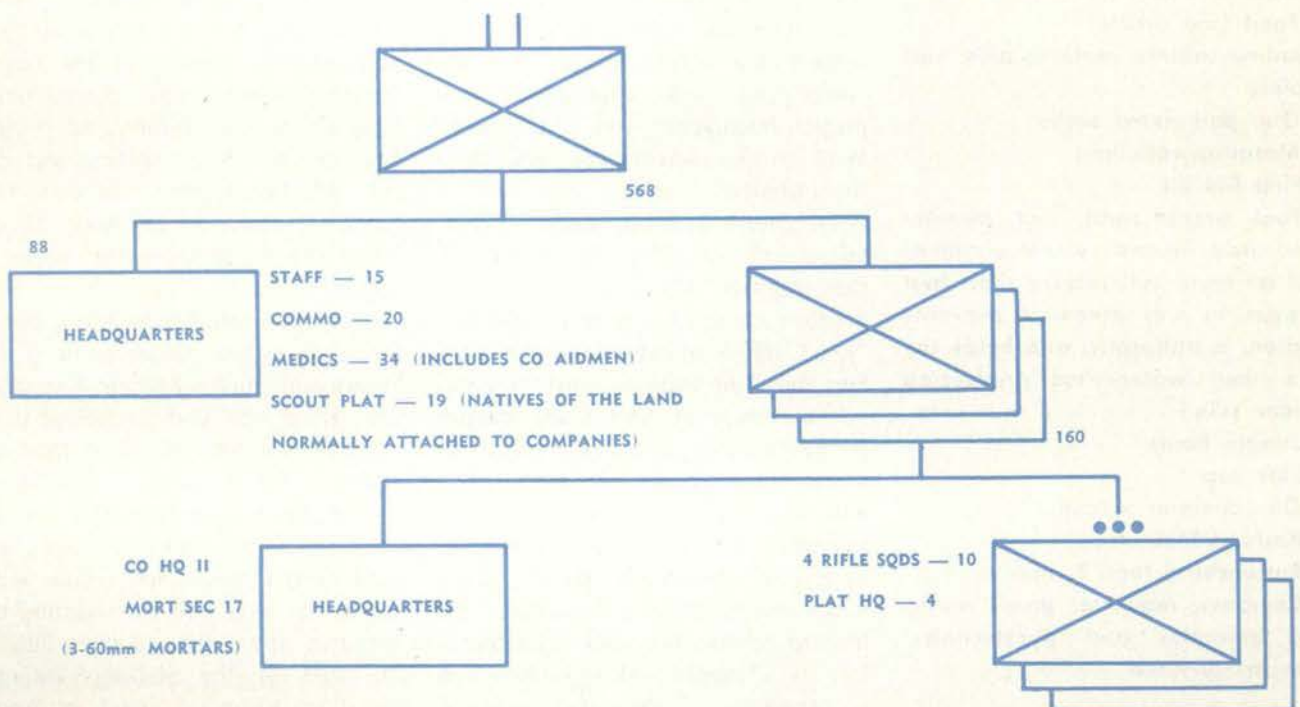 568
88
HEADQUARTERS
STAFF — 15
COMMO — 20
MEDICS — 34 (INCLUDES CO AIDMEN)
SCOUT PLAT — 19 (NATIVES OF THE LAND
NORMALLY ATTACHED TO COMPANIES)
160
CO HQ II
MORT SEC 17
(3-60mm MORTARS)
HEADQUARTERS
4 RIFLE SQDS — 10
PLAT HQ — 4